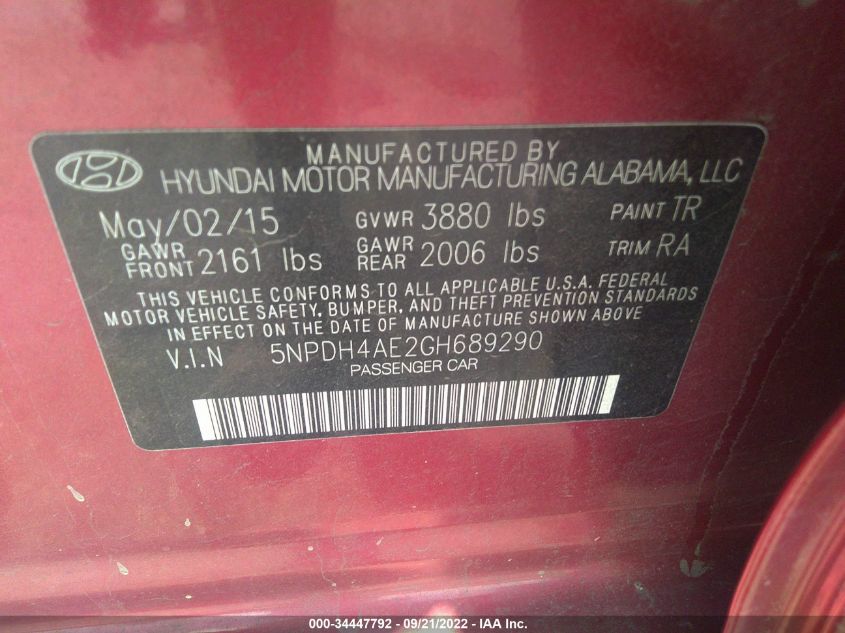 MANUFACTURED BY
HYUNDAI MOTOR MANUFACTURING ALABAMA, LLC
May/02/15 GVWR 3880 lbs PAINT TR
GAWR FRONT 2161 lbs GAWR REAR 2006 lbs TRIM RA
THIS VEHICLE CONFORMS TO ALL APPLICABLE U.S.A. FEDERAL
MOTOR VEHICLE SAFETY, BUMPER, AND THEFT PREVENTION STANDARDS
IN EFFECT ON THE DATE OF MANUFACTURE SHOWN ABOVE.
V.I.N 5NPDH4AE2GH689290
PASSENGER CAR
000-34447792 - 09/21/2022 - IAA Inc.